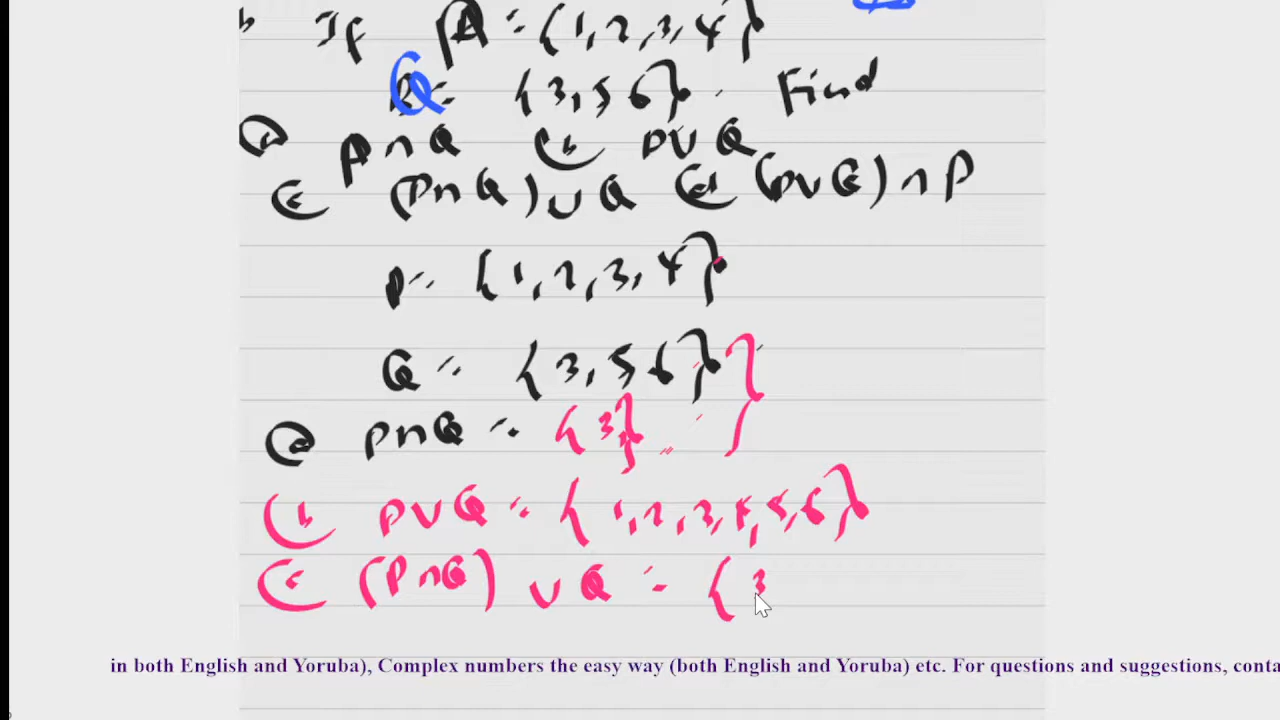 If P = {1, 2, 3, 4}
Q = {3, 5 6} . Find
(a) P ∩ Q (b P ∪ Q
(c (P ∩ Q) ∪ Q (d (P ∪ Q) ∩ P
P = {1, 2, 3, 4}
Q = {3, 5 6}}
(a) P ∩ Q = {3}
(b P ∪ Q = {1, 2, 3, 4, 5, 6}
(c (P ∩ Q) ∪ Q = {3
in both English and Yoruba), Complex numbers the easy way (both English and Yoruba) etc. For questions and suggestions, conta